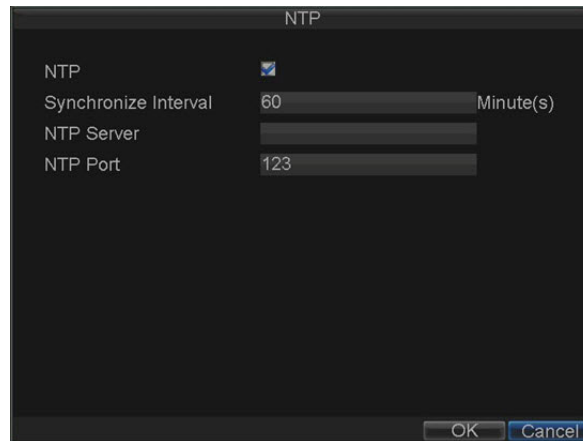 NTP
NTP
Synchronize Interval 60 Minute(s)
NTP Server
NTP Port 123
OK Cancel